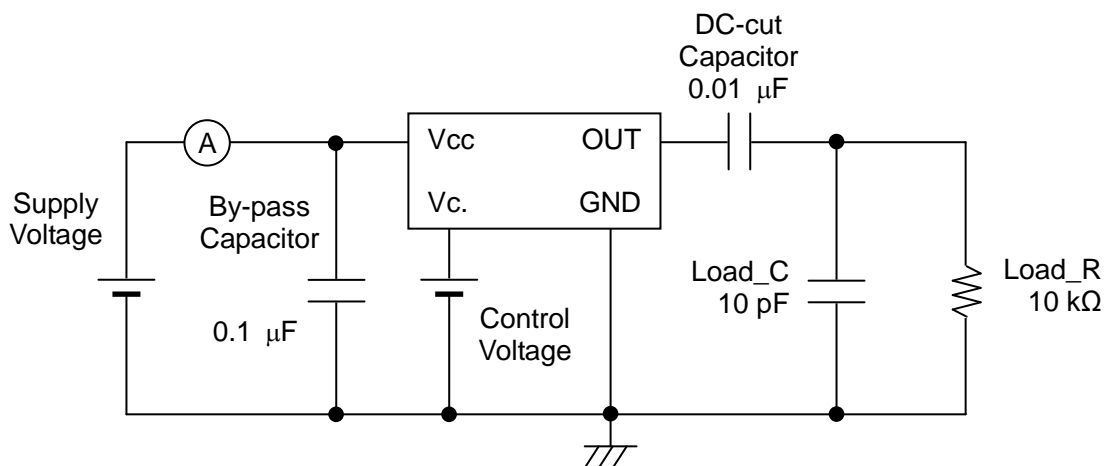 DC-cut
Capacitor
0.01 μF
A
Vcc
OUT
Vc.
GND
Supply
Voltage
By-pass
Capacitor
0.1 μF
Control
Voltage
Load_C
10 pF
Load_R
10 kΩ